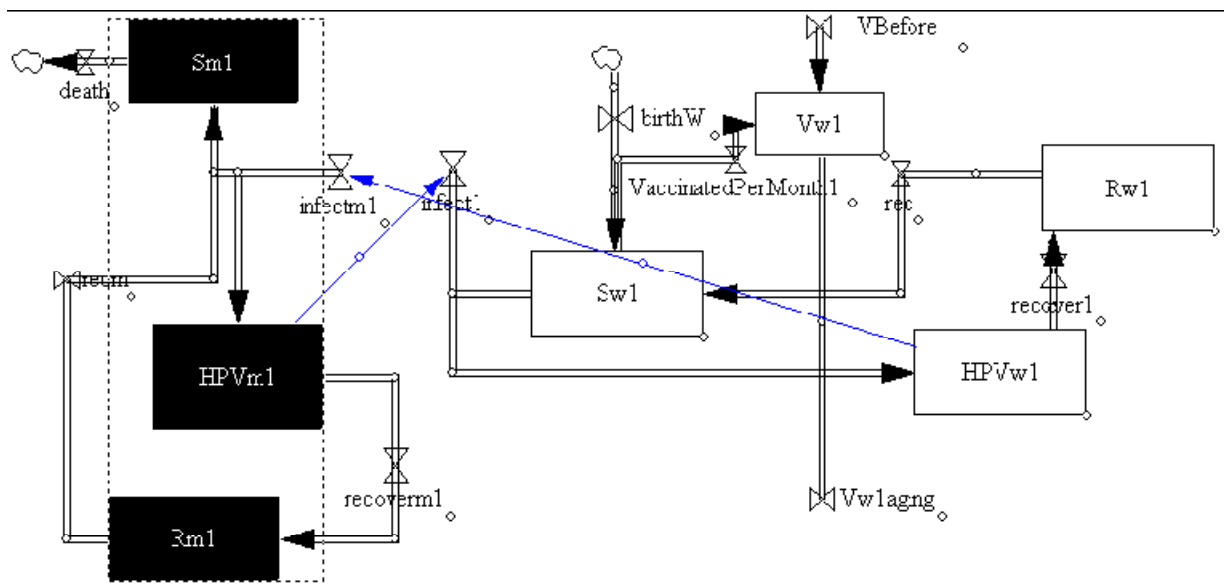 VBefore
Sm1
death
birthW
Vw1
VaccinatedPerMonth1
rec
Rw1
infectm1
infect1
recm
Sw1
recover1
HPVm1
HPVw1
recoverm1
Vw1agng
Rm1